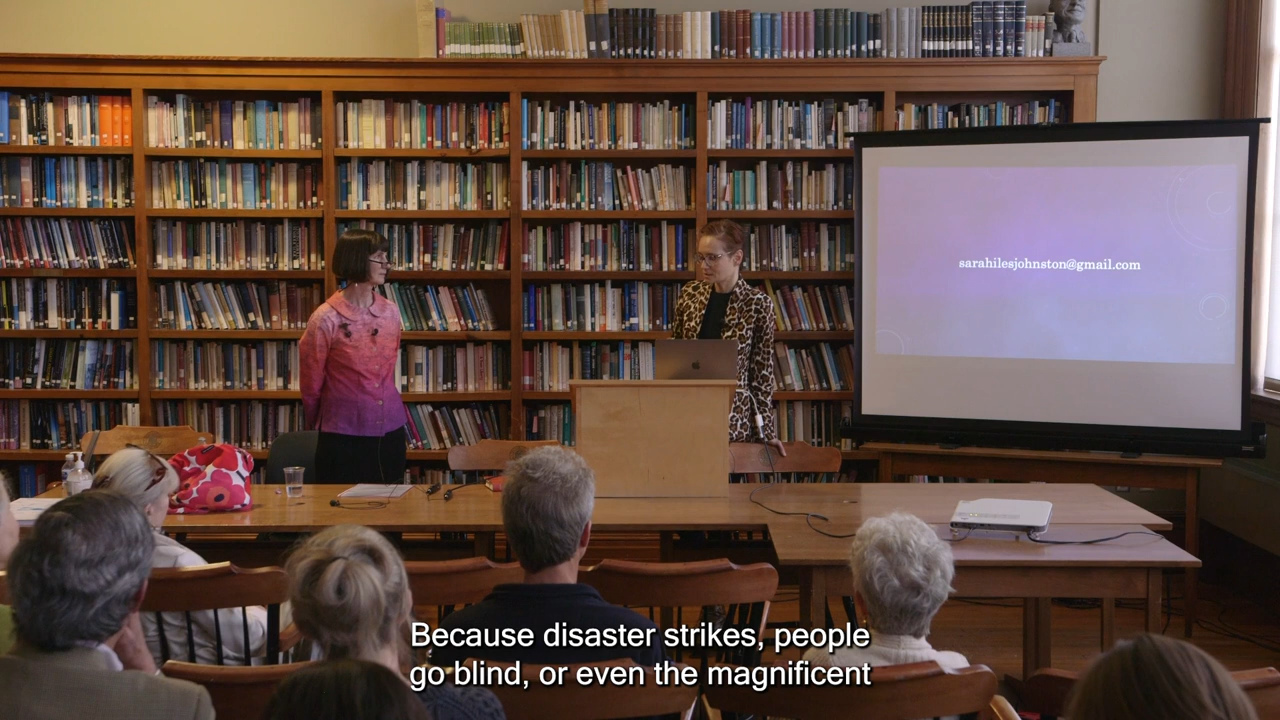 sarahilesjohnston@gmail.com
Because disaster strikes, people
go blind, or even the magnificent